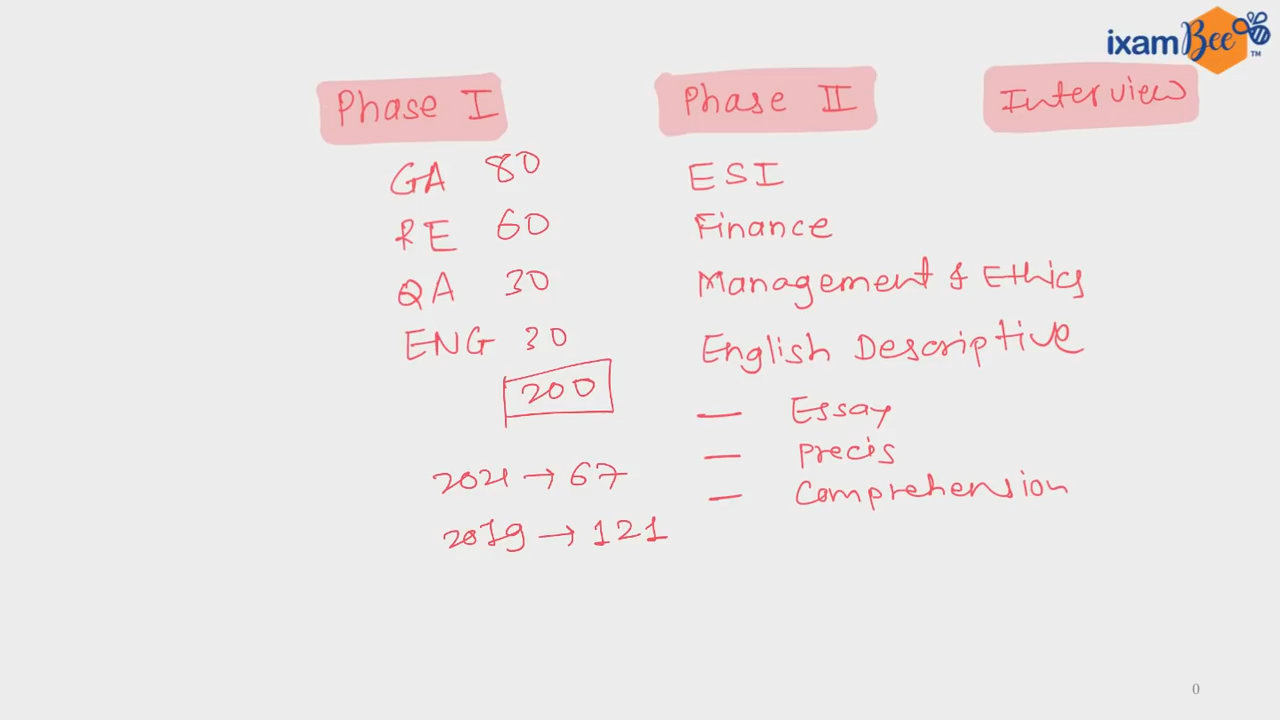 ixamBee
TM
Phase I
GA 80
RE 60
QA 30
ENG 30
200
2021 → 67
2019 → 121
Phase II
ESI
Finance
Management & Ethics
English Descriptive
— Essay
— Precis
— Comprehension
Interview
0